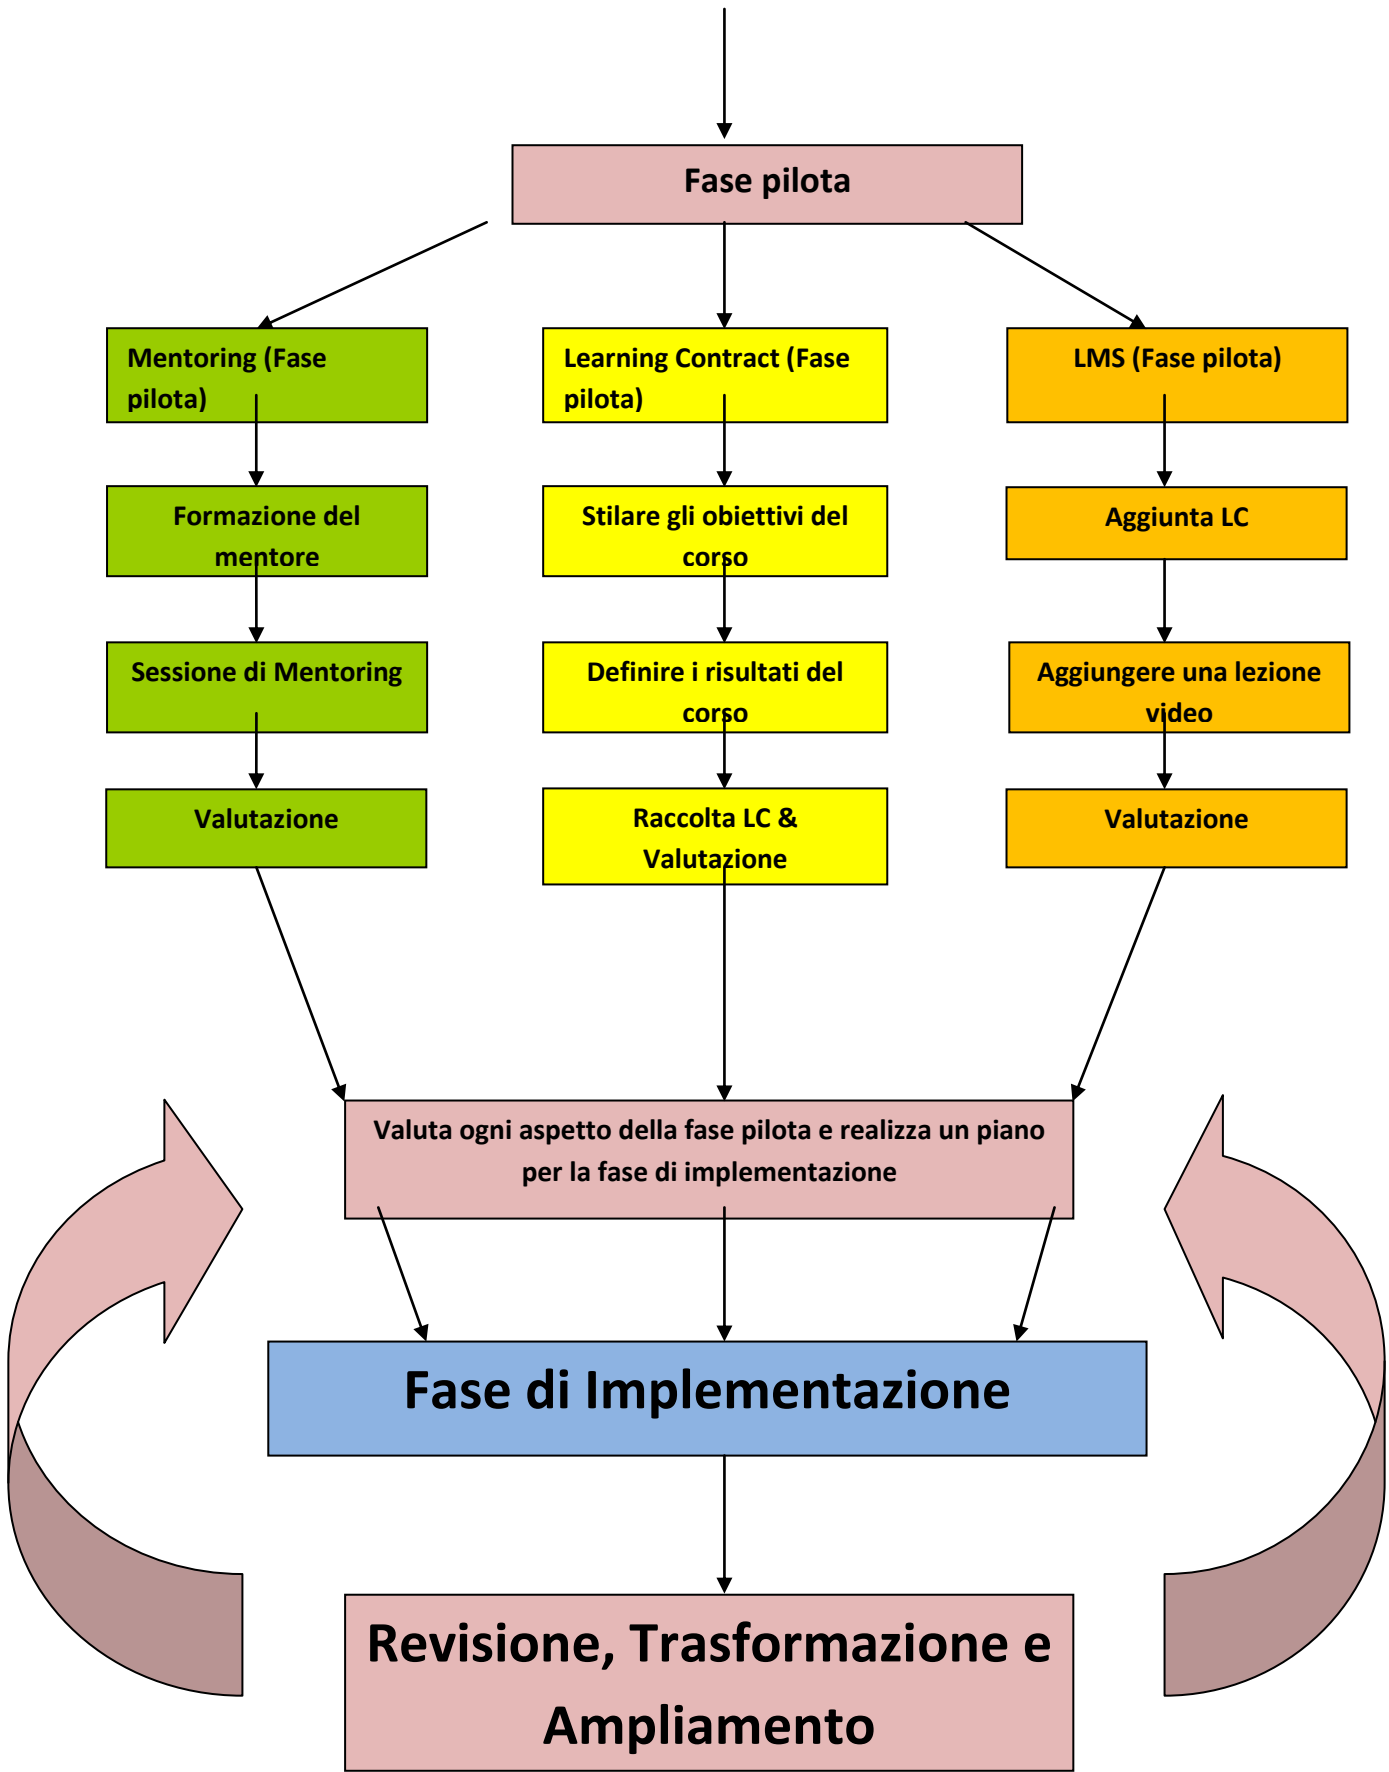 Fase pilota
Mentoring (Fase
pilota)
Learning Contract (Fase
pilota)
LMS (Fase pilota)
Formazione del
mentore
Stilare gli obiettivi del
corso
Aggiunta LC
Sessione di Mentoring
Definire i risultati del
corso
Aggiungere una lezione
video
Valutazione
Raccolta LC &
Valutazione
Valutazione
Valuta ogni aspetto della fase pilota e realizza un piano
per la fase di implementazione
Fase di Implementazione
Revisione, Trasformazione e
Ampliamento